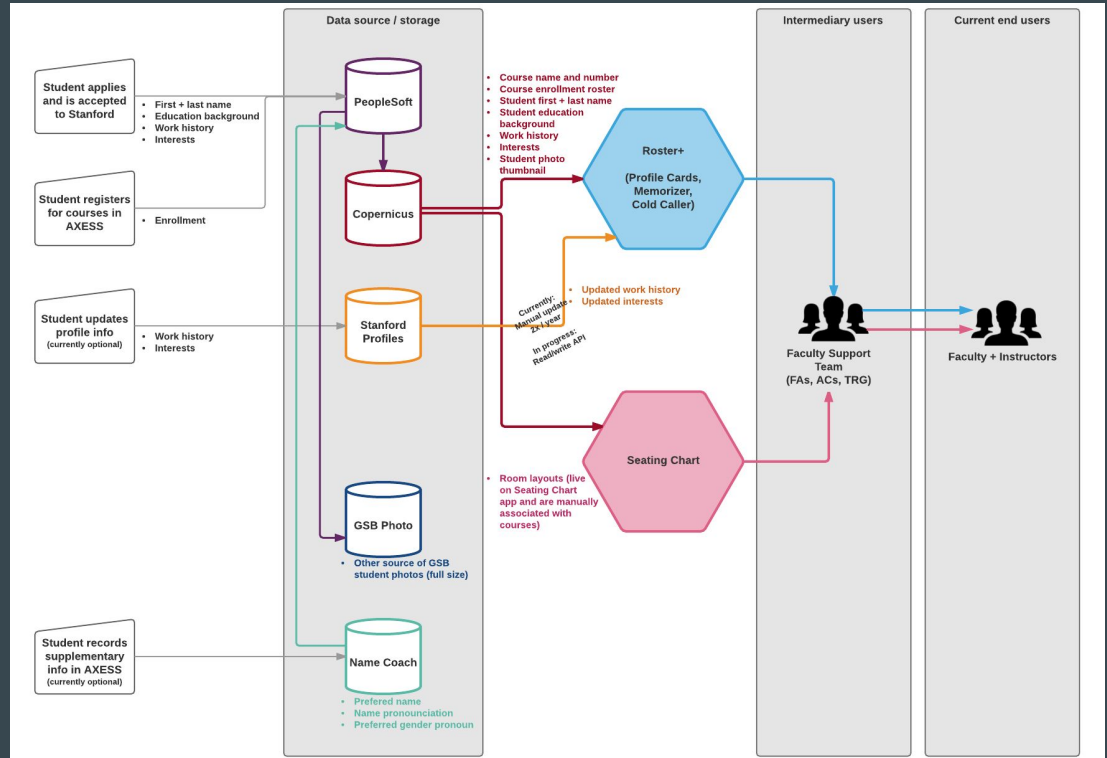 Data source / storage
Intermediary users
Current end users
Student applies
and is accepted
to Stanford
• First + last name
• Education background
• Work history
• Interests
PeopleSoft
• Course name and number
• Course enrollment roster
• Student first + last name
• Student education
background
• Work history
• Interests
• Student photo
thumbnail
Roster+
(Profile Cards,
Memorizer,
Cold Caller)
Student registers
for courses in
AXESS
• Enrollment
Copernicus
Student updates
profile info
(currently optional)
• Work history
• Interests
Stanford
Profiles
Currently:
Manual update
2x / year
In progress:
Read/write API
• Updated work history
• Updated interests
Faculty Support
Team
(FAs, ACs, TRG)
Faculty + Instructors
Seating Chart
• Room layouts (live
on Seating Chart
app and are manually
associated with
courses)
GSB Photo
• Other source of GSB
student photos (full size)
Student records
supplementary
info in AXESS
(currently optional)
Name Coach
• Prefered name
• Name pronounciation
• Preferred gender pronoun